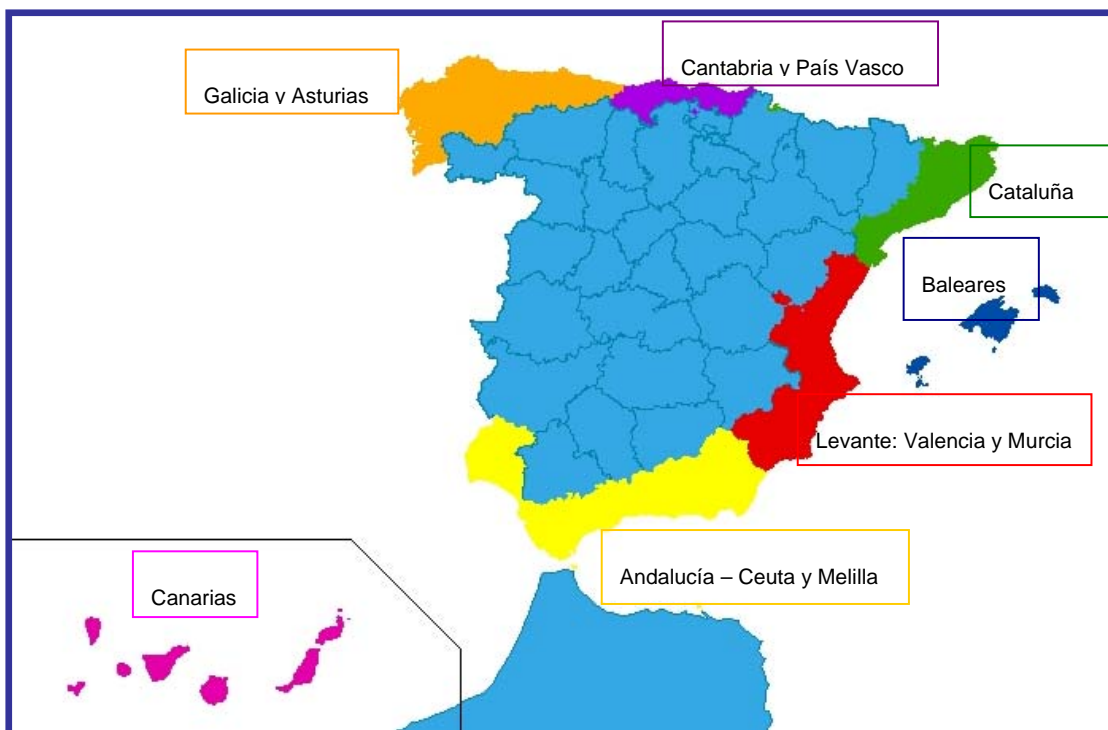 Cantabria y País Vasco
Galicia y Asturias
Cataluña
Baleares
Levante: Valencia y Murcia
Andalucía – Ceuta y Melilla
Canarias